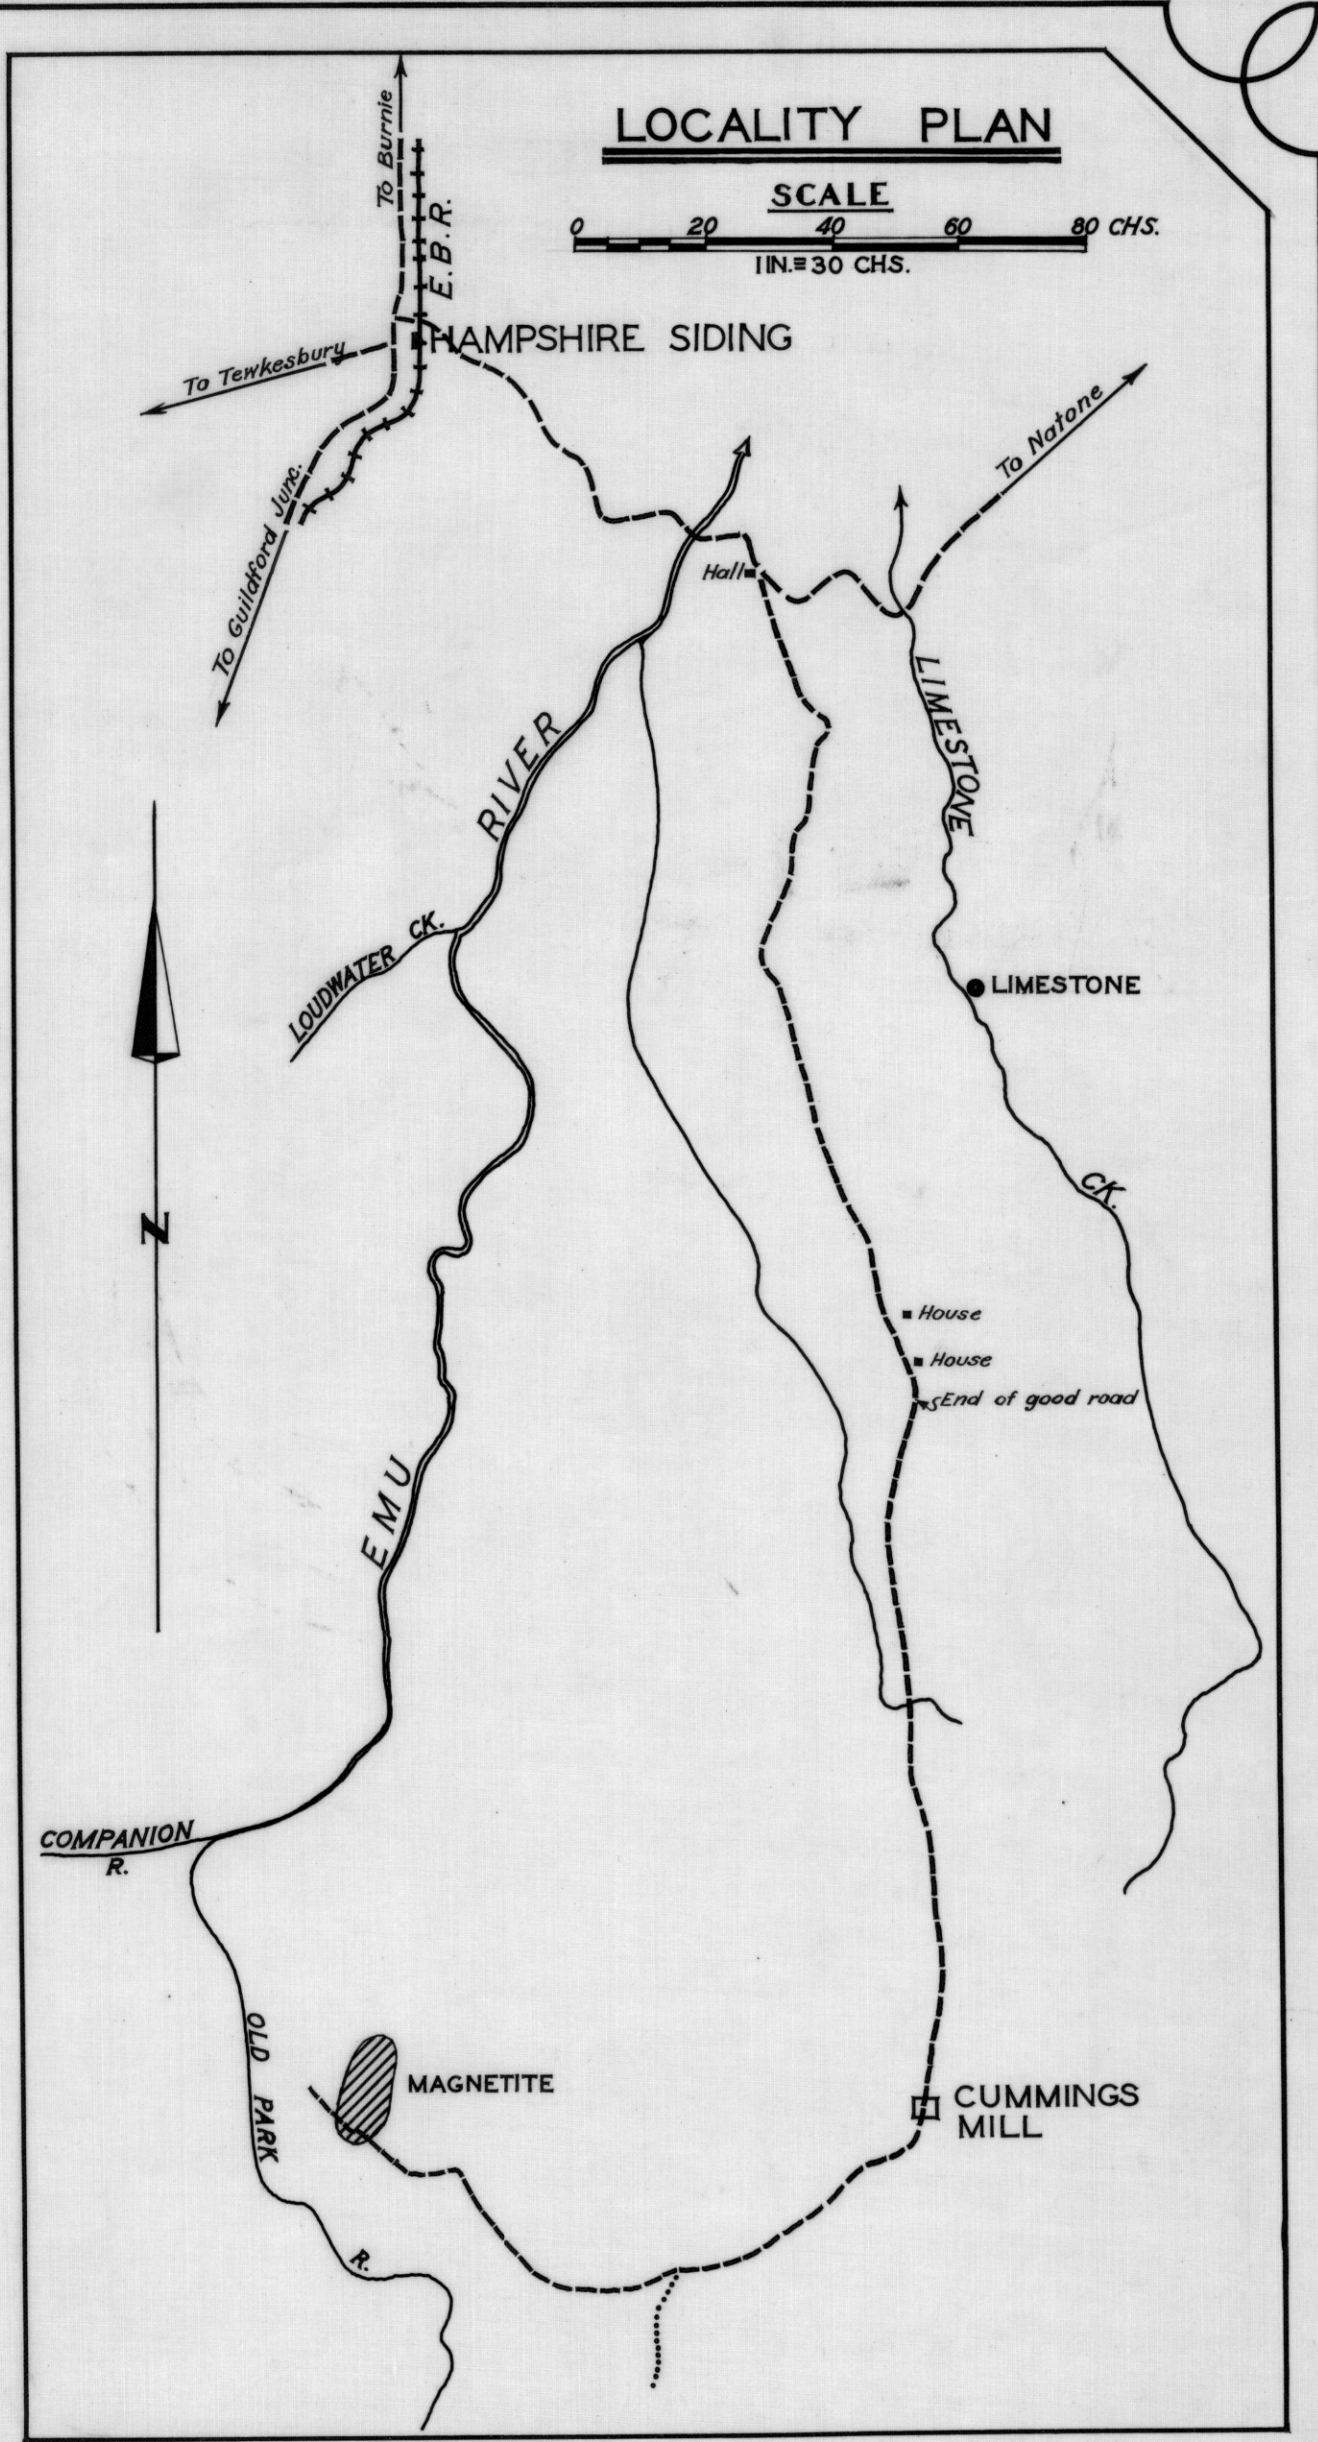 LOCALITY PLAN
SCALE
0 20 40 60 80 CHS.
1 IN. = 30 CHS.
To Burnie
E.B.R.
HAMPSHIRE SIDING
To Tewkesbury
To Guildford Junc.
To Natone
Hall
RIVER
LIMESTONE
LOUDWATER CK.
LIMESTONE
CK.
N
House
House
End of good road
EMU
COMPANION
R.
OLD PARK
R.
MAGNETITE
CUMMINGS
MILL